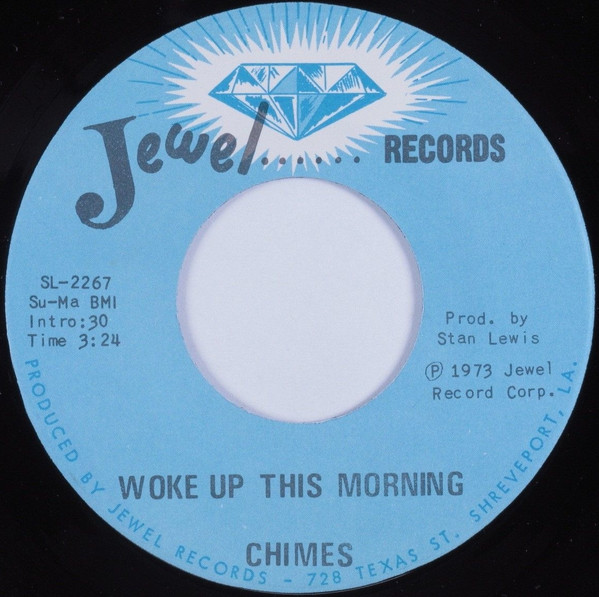 Jewel...... RECORDS
SL-2267
Su-Ma BMI
Intro:30
Time 3:24
Prod. by
Stan Lewis
Ⓟ 1973 Jewel
Record Corp.
WOKE UP THIS MORNING
CHIMES
PRODUCED BY JEWEL RECORDS - 728 TEXAS ST. SHREVEPORT, LA.